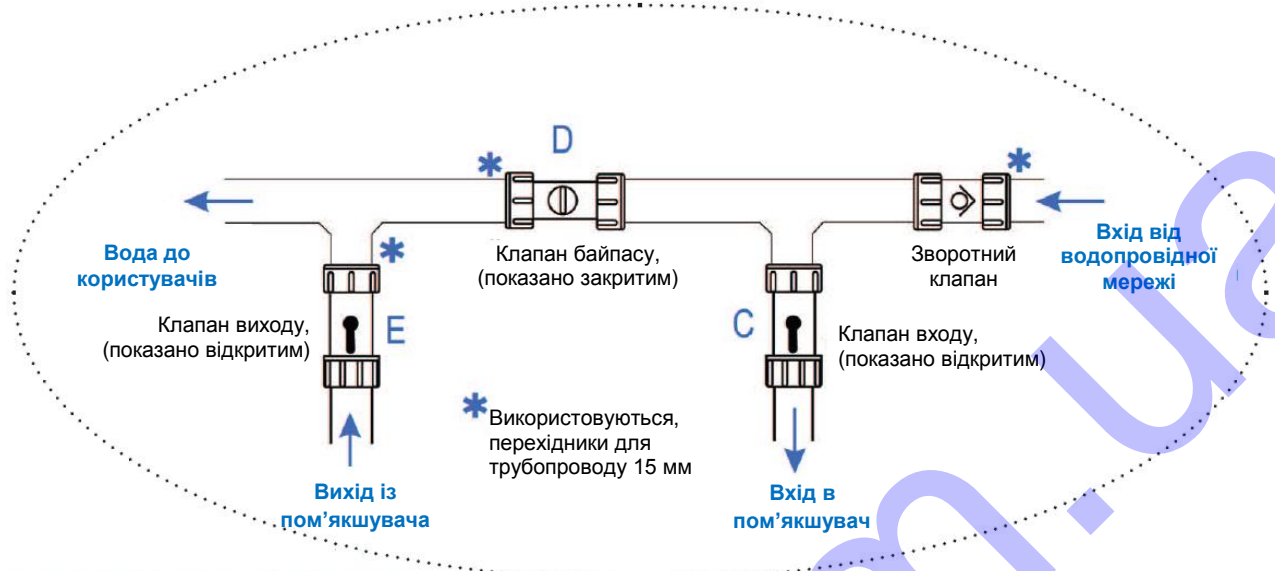 D
Вода до
користувачів
Клапан байпасу,
(показано закритим)
Зворотний
клапан
Вхід від
водопровідної
мережі
Клапан виходу,
(показано відкритим)
E
C
Клапан входу,
(показано відкритим)
*Використовуються,
перехідники для
трубопроводу 15 мм
Вихід із
пом’якшувача
Вхід в
пом’якшувач
m.ua